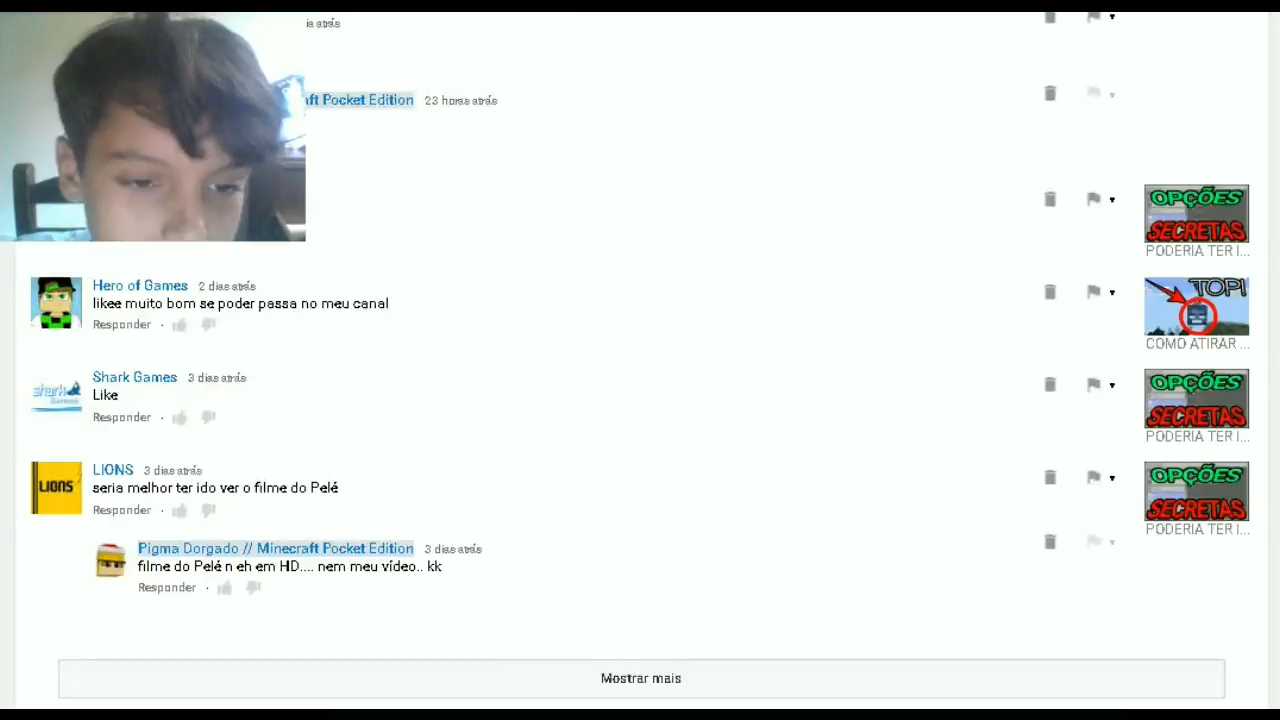 ia atrás
aft Pocket Edition 23 horas atrás
OPÇÕES
SECRETAS
PODERIA TER I...
Hero of Games 2 dias atrás
likee muito bom se poder passa no meu canal
Responder
TOP!
COMO ATIRAR ...
shark
Shark Games 3 dias atrás
Like
Responder
OPÇÕES
SECRETAS
PODERIA TER I...
LIONS
LIONS 3 dias atrás
seria melhor ter ido ver o filme do Pelé
Responder
OPÇÕES
SECRETAS
PODERIA TER I...
Pigma Dorgado // Minecraft Pocket Edition 3 dias atrás
filme do Pelé n eh em HD.... nem meu vídeo.. kk
Responder
Mostrar mais